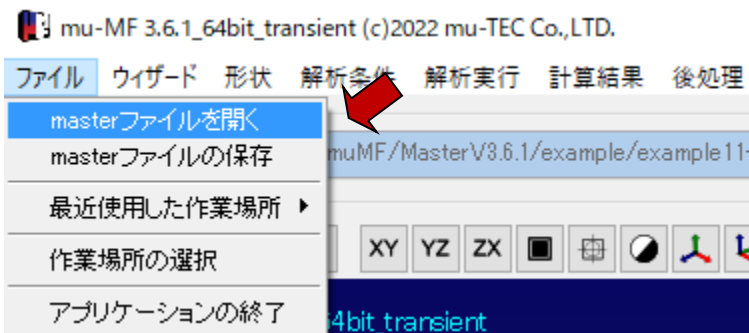 mu-MF 3.6.1_64bit_transient (c)2022 mu-TEC Co.,LTD.
ファイル ウィザード 形状 解析条件 解析実行 計算結果 後処理
masterファイルを開く
masterファイルの保存
muMF/MasterV3.6.1/example/example11-
最近使用した作業場所
作業場所の選択
XY YZ ZX
アプリケーションの終了
64bit_transient